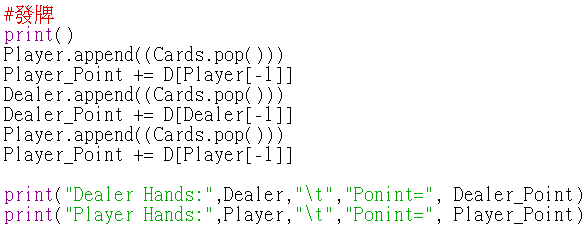 #發牌
print()
Player.append((Cards.pop()))
Player_Point += D[Player[-1]]
Dealer.append((Cards.pop()))
Dealer_Point += D[Dealer[-1]]
Player.append((Cards.pop()))
Player_Point += D[Player[-1]]
print("Dealer Hands:",Dealer,"\t","Ponint=", Dealer_Point)
print("Player Hands:",Player,"\t","Ponint=", Player_Point)